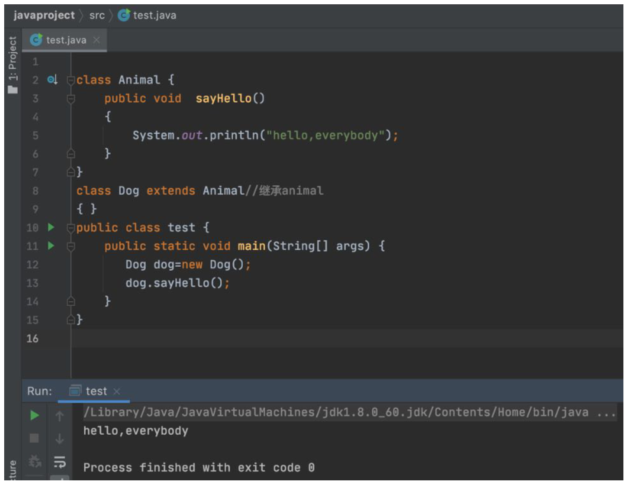 javaproject 〉 src 〉 test.java
test.java ×
1: Project
1
2 class Animal {
3 public void  sayHello()
4 {
5 System.out.println("hello,everybody");
6 }
7 }
8 class Dog extends Animal//继承animal
9 { }
10 public class test {
11 public static void main(String[] args) {
12 Dog dog=new Dog();
13 dog.sayHello();
14 }
15 }
16
Run: test ×
/Library/Java/JavaVirtualMachines/jdk1.8.0_60.jdk/Contents/Home/bin/java ...
hello,everybody
Process finished with exit code 0